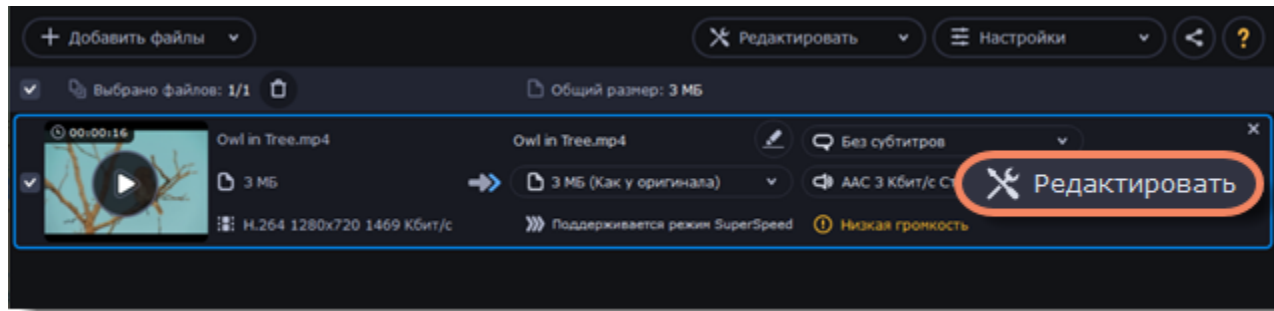 Добавить файлы
Редактировать
Настройки
?
Выбрано файлов: 1/1
Общий размер: 3 МБ
00:00:16
Owl in Tree.mp4
Owl in Tree.mp4
Без субтитров
3 МБ
3 МБ (Как у оригинала)
AAC 3 Кбит/с
Редактировать
H.264 1280x720 1469 Кбит/с
Поддерживается режим SuperSpeed
Низкая громкость